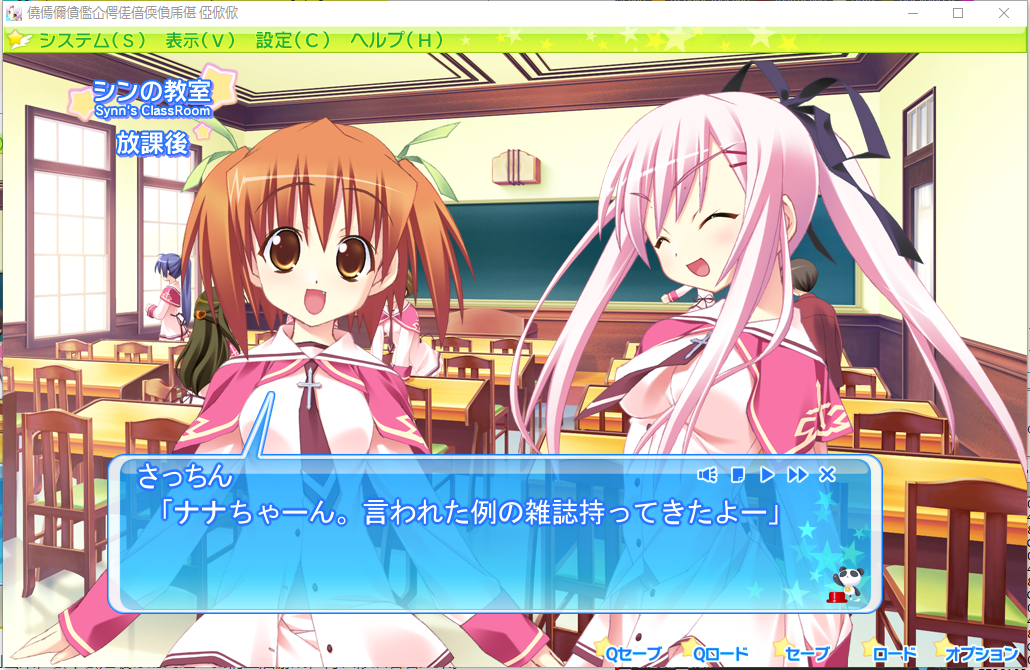 システム(S) 表示(V) 設定(C) ヘルプ(H)
シンの教室
Synn's ClassRoom
放課後
さっちん
「ナナちゃーん。言われた例の雑誌持ってきたよー」
Qセーブ Qロード セーブ ロード オプション